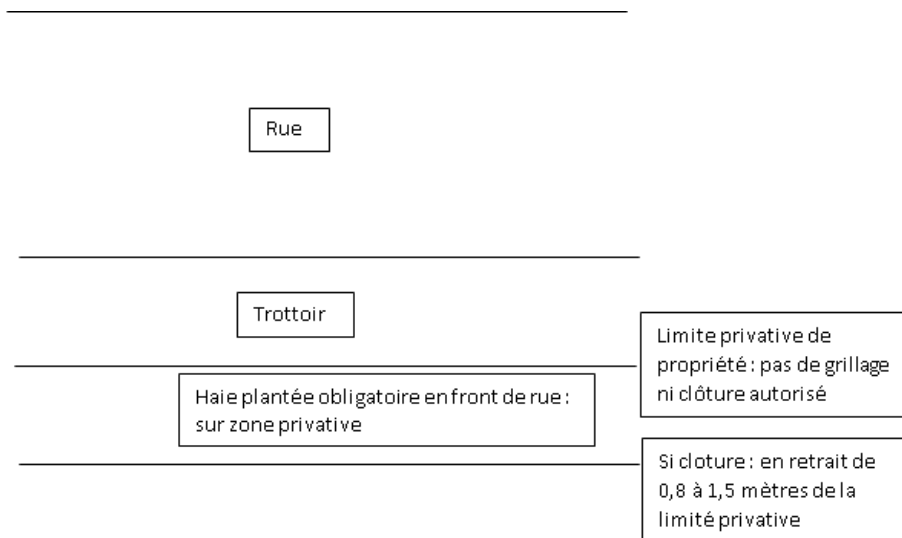 Rue
Trottoir
Limite privative de
propriété : pas de grillage
ni clôture autorisé
Haie plantée obligatoire en front de rue :
sur zone privative
Si cloture : en retrait de
0,8 à 1,5 mètres de la
limité privative